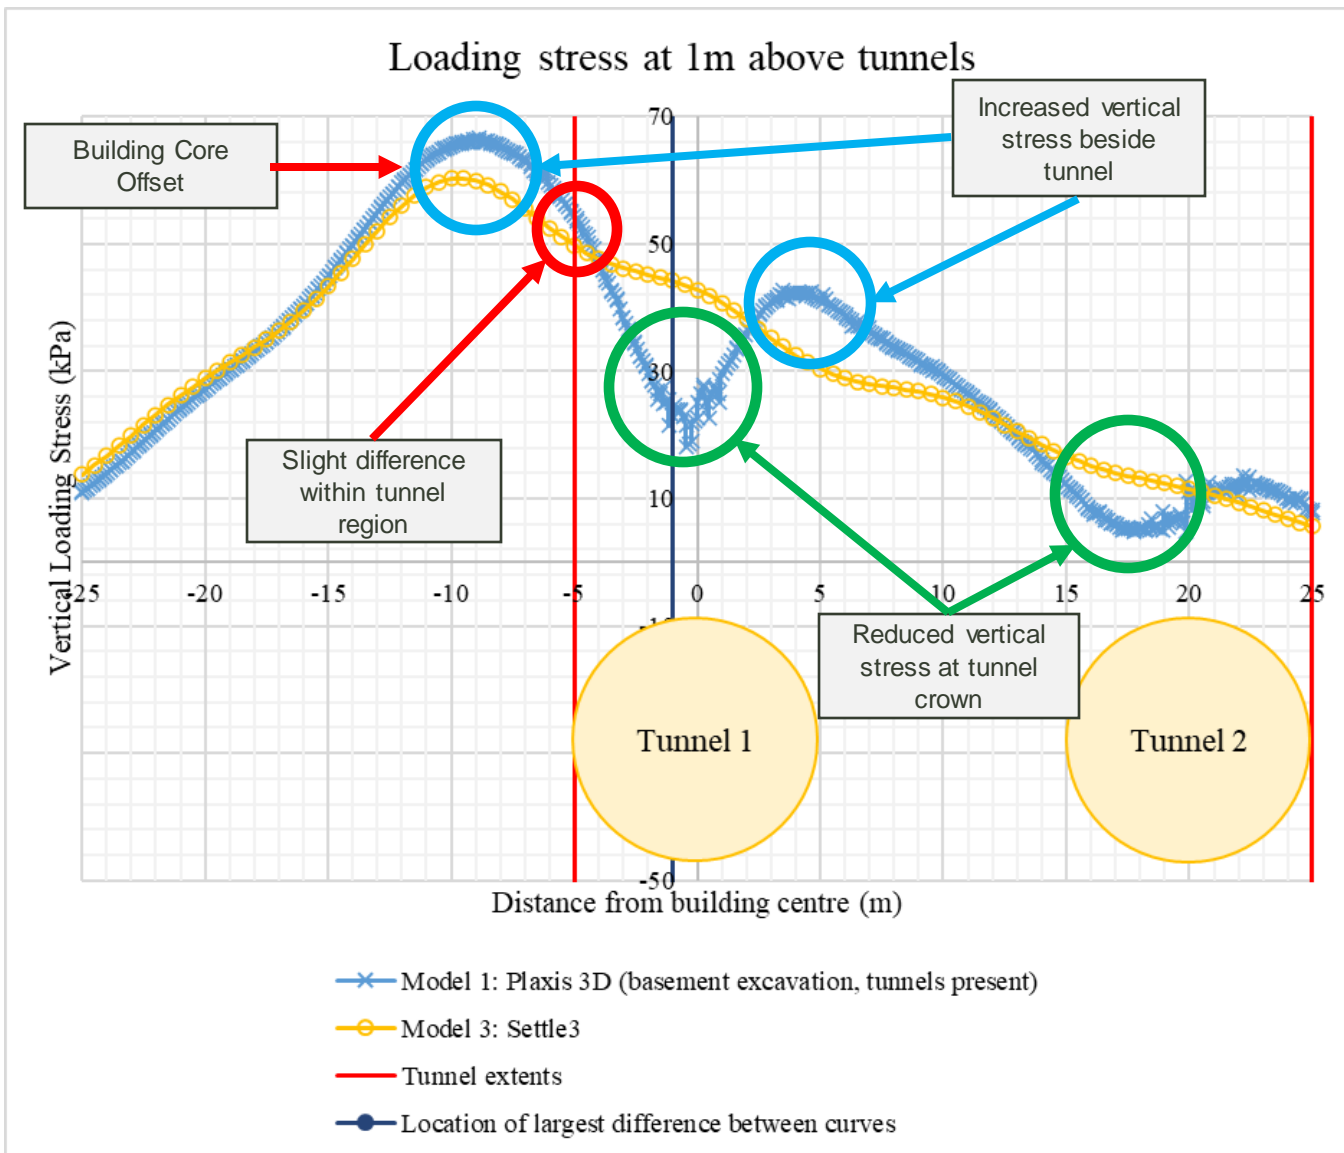 Loading stress at 1m above tunnels
Building Core
Offset
Increased vertical
stress beside
tunnel
Slight difference
within tunnel
region
Reduced vertical
stress at tunnel
crown
Vertical Loading Stress (kPa)
70
50
30
10
-10
-50
-25
-20
-15
-10
-5
0
5
10
15
20
25
Tunnel 1
Tunnel 2
Distance from building centre (m)
Model 1: Plaxis 3D (basement excavation, tunnels present)
Model 3: Settle3
Tunnel extents
Location of largest difference between curves